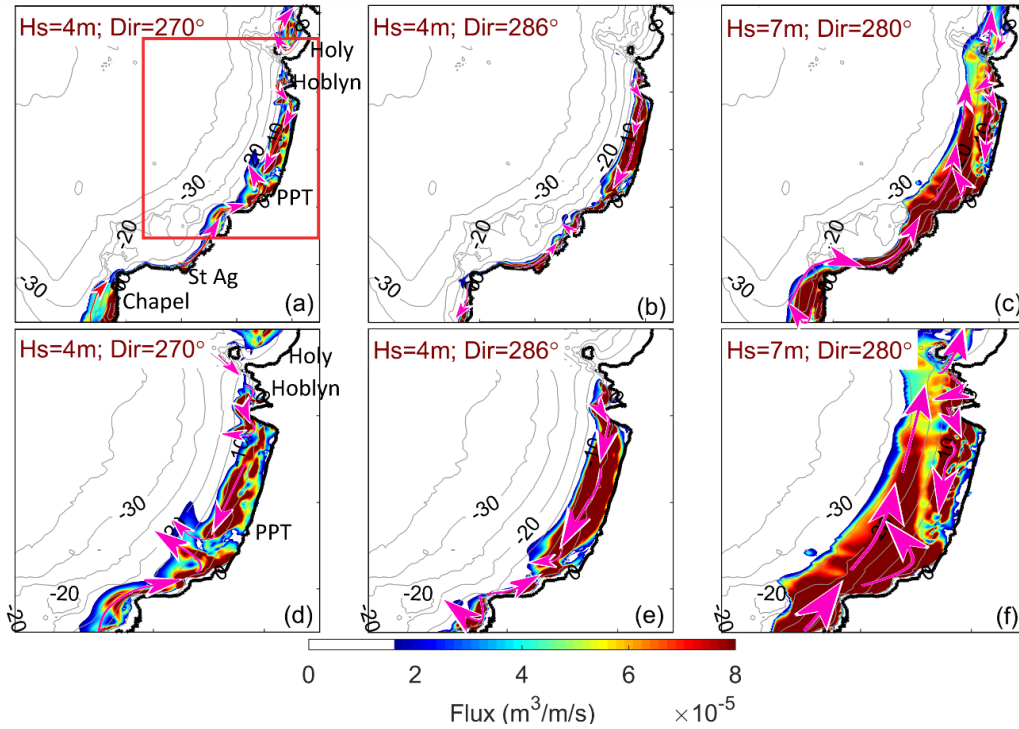 Hs=4m; Dir=270°
Holy
Hoblyn
10
-20
-30
PPT
-20
-30
St Ag
Chapel
(a)
Hs=4m; Dir=286°
10
-20
-30
-20
-30
(b)
Hs=7m; Dir=280°
-30
-20
-30
(c)
Hs=4m; Dir=270°
Holy
Hoblyn
10
-30
PPT
-20
-20
(d)
Hs=4m; Dir=286°
10
-30
-20
-20
(e)
Hs=7m; Dir=280°
10
-30
-20
-20
(f)
0 2 4 6 8
Flux (m³/m/s) ×10⁻⁵